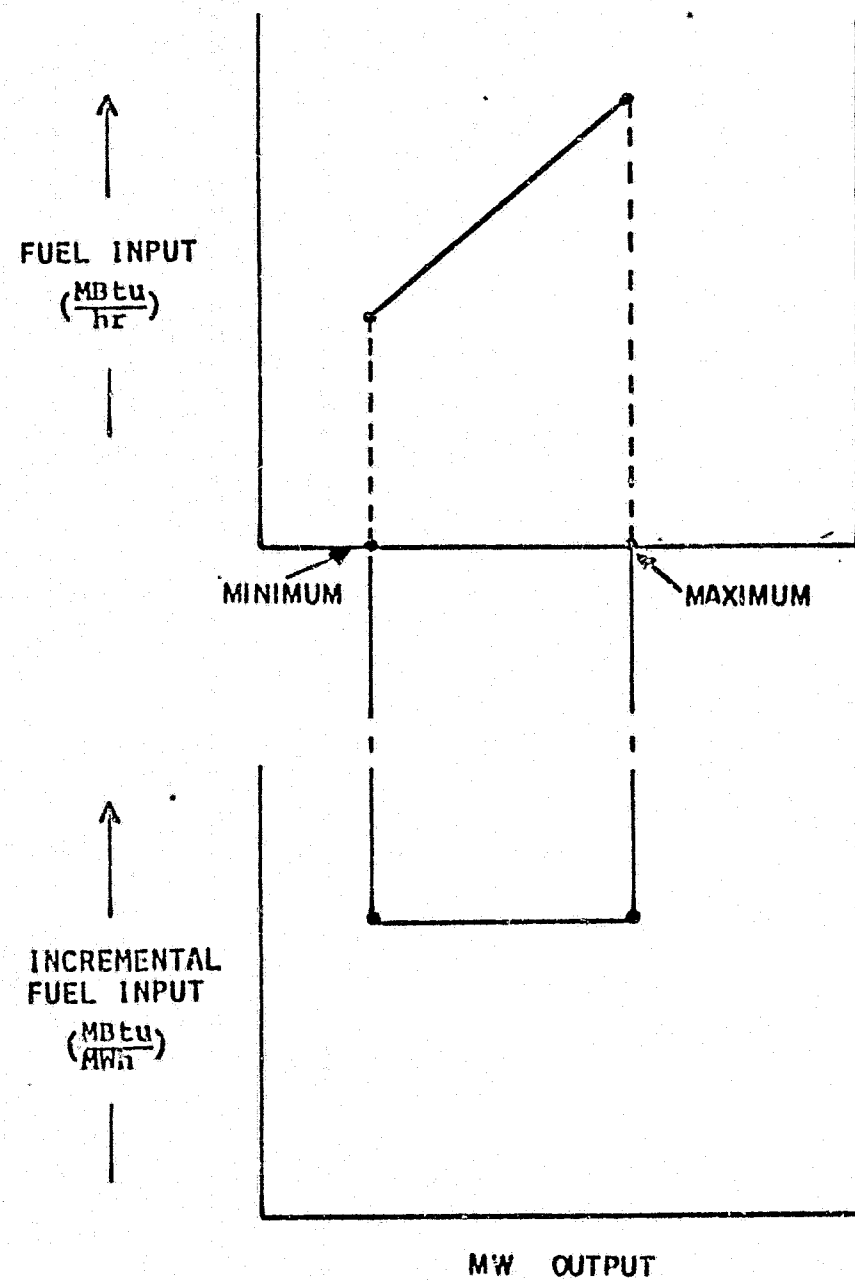 FUEL INPUT
(MBtu
hr)
MINIMUM
MAXIMUM
INCREMENTAL
FUEL INPUT
(MBtu
MWh)
MW OUTPUT